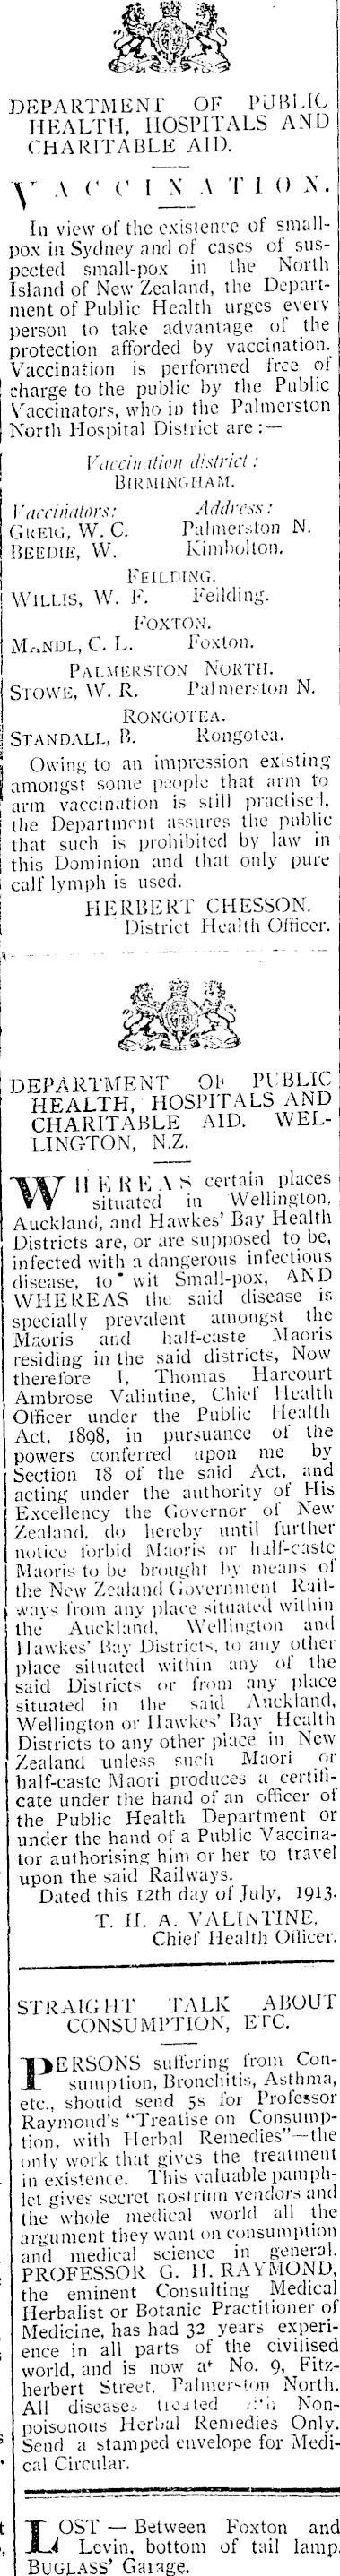 DEPARTMENT OF PUBLIC
HEALTH, HOSPITALS AND
CHARITABLE AID.
VACCINATION.
In view of the existence of small-
pox in Sydney and of cases of sus-
pected small-pox in the North
Island of New Zealand, the Depart-
ment of Public Health urges every
person to take advantage of the
protection afforded by vaccination.
Vaccination is performed free of
charge to the public by the Public
Vaccinators, who in the Palmerston
North Hospital District are :—
Vaccination district :
BIRMINGHAM.
Vaccinators: Address :
GREIG, W. C. Palmerston N.
BEEDIE, W. Kimbolton.
FEILDING.
WILLIS, W. F. Feilding.
FOXTON.
MANDL, C. L. Foxton.
PALMERSTON NORTH.
STOWE, W. R. Palmerston N.
RONGOTEA.
STANDALL, B. Rongotea.
Owing to an impression existing
amongst some people that arm to
arm vaccination is still practised,
the Department assures the public
that such is prohibited by law in
this Dominion and that only pure
calf lymph is used.
HERBERT CHESSON.
District Health Officer.
DEPARTMENT OF PUBLIC
HEALTH, HOSPITALS AND
CHARITABLE AID. WEL-
LINGTON, N.Z.
WHEREAS certain places
situated in Wellington,
Auckland, and Hawkes' Bay Health
Districts are, or are supposed to be,
infected with a dangerous infectious
disease, to wit Small-pox, AND
WHEREAS the said disease is
specially prevalent amongst the
Maoris and half-caste Maoris
residing in the said districts, Now
therefore I, Thomas Harcourt
Ambrose Valintine, Chief Health
Officer under the Public Health
Act, 1898, in pursuance of the
powers conferred upon me by
Section 18 of the said Act, and
acting under the authority of His
Excellency the Governor of New
Zealand, do hereby until further
notice forbid Maoris or half-caste
Maoris to be brought by means of
the New Zealand Government Rail-
ways from any place situated within
the Auckland, Wellington and
Hawkes' Bay Districts, to any other
place situated within any of the
said Districts or from any place
situated in the said Auckland,
Wellington or Hawkes' Bay Health
Districts to any other place in New
Zealand unless such Maori or
half-caste Maori produces a certifi-
cate under the hand of an officer of
the Public Health Department or
under the hand of a Public Vaccina-
tor authorising him or her to travel
upon the said Railways.
Dated this 12th day of July, 1913.
T. H. A. VALINTINE,
Chief Health Officer.
STRAIGHT TALK ABOUT
CONSUMPTION, ETC.
PERSONS suffering from Con-
sumption, Bronchitis, Asthma,
etc., should send 5s for Professor
Raymond's "Treatise on Consump-
tion, with Herbal Remedies"—the
only work that gives the treatment
in existence. This valuable pamph-
let gives secret nostrum vendors and
the whole medical world all the
argument they want on consumption
and medical science in general.
PROFESSOR G. H. RAYMOND,
the eminent Consulting Medical
Herbalist or Botanic Practitioner of
Medicine, has had 32 years experi-
ence in all parts of the civilised
world, and is now at No. 9, Fitz-
herbert Street, Palmerston North.
All diseases treated with Non-
poisonous Herbal Remedies Only.
Send a stamped envelope for Medi-
cal Circular.
LOST — Between Foxton and
Levin, bottom of tail lamp.
BUGLASS' Garage.